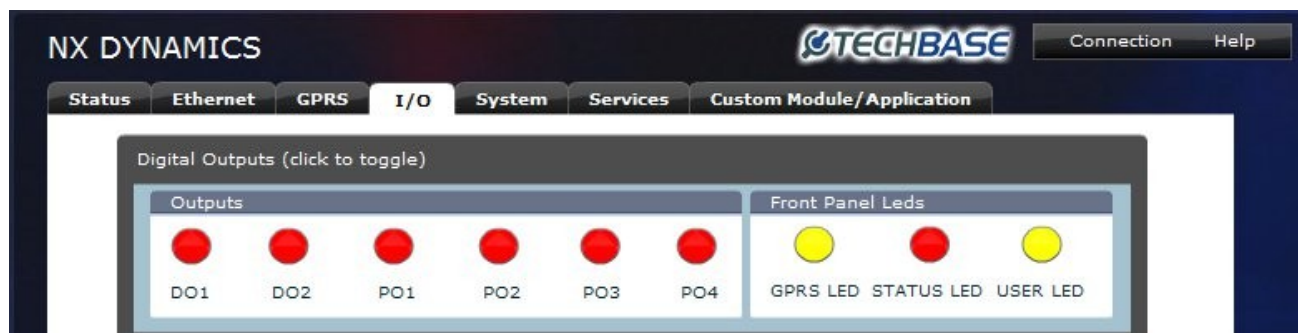 NX DYNAMICS
TECHBASE
Connection Help
Status Ethernet GPRS I/O System Services Custom Module/Application
Digital Outputs (click to toggle)
Outputs
DO1 DO2 PO1 PO2 PO3 PO4
Front Panel Leds
GPRS LED STATUS LED USER LED